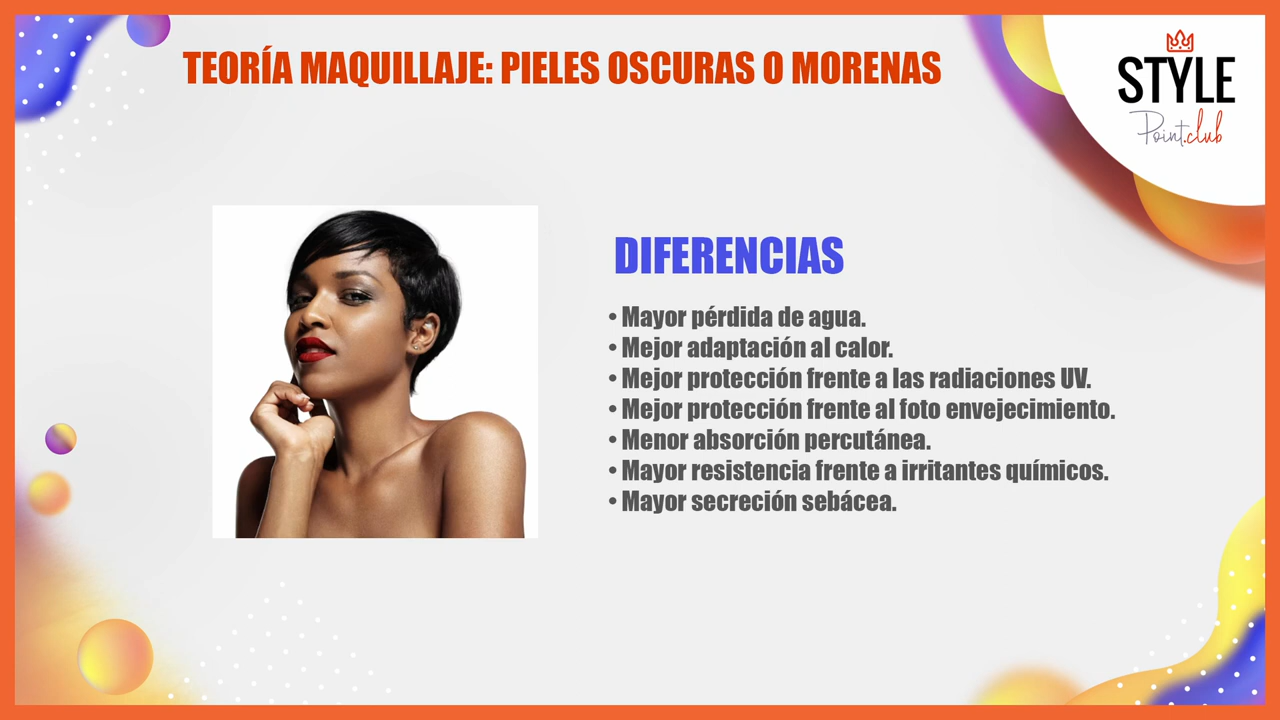 TEORÍA MAQUILLAJE: PIELES OSCURAS O MORENAS
STYLE
Point.club
DIFERENCIAS
• Mayor pérdida de agua.
• Mejor adaptación al calor.
• Mejor protección frente a las radiaciones UV.
• Mejor protección frente al foto envejecimiento.
• Menor absorción percutánea.
• Mayor resistencia frente a irritantes químicos.
• Mayor secreción sebácea.